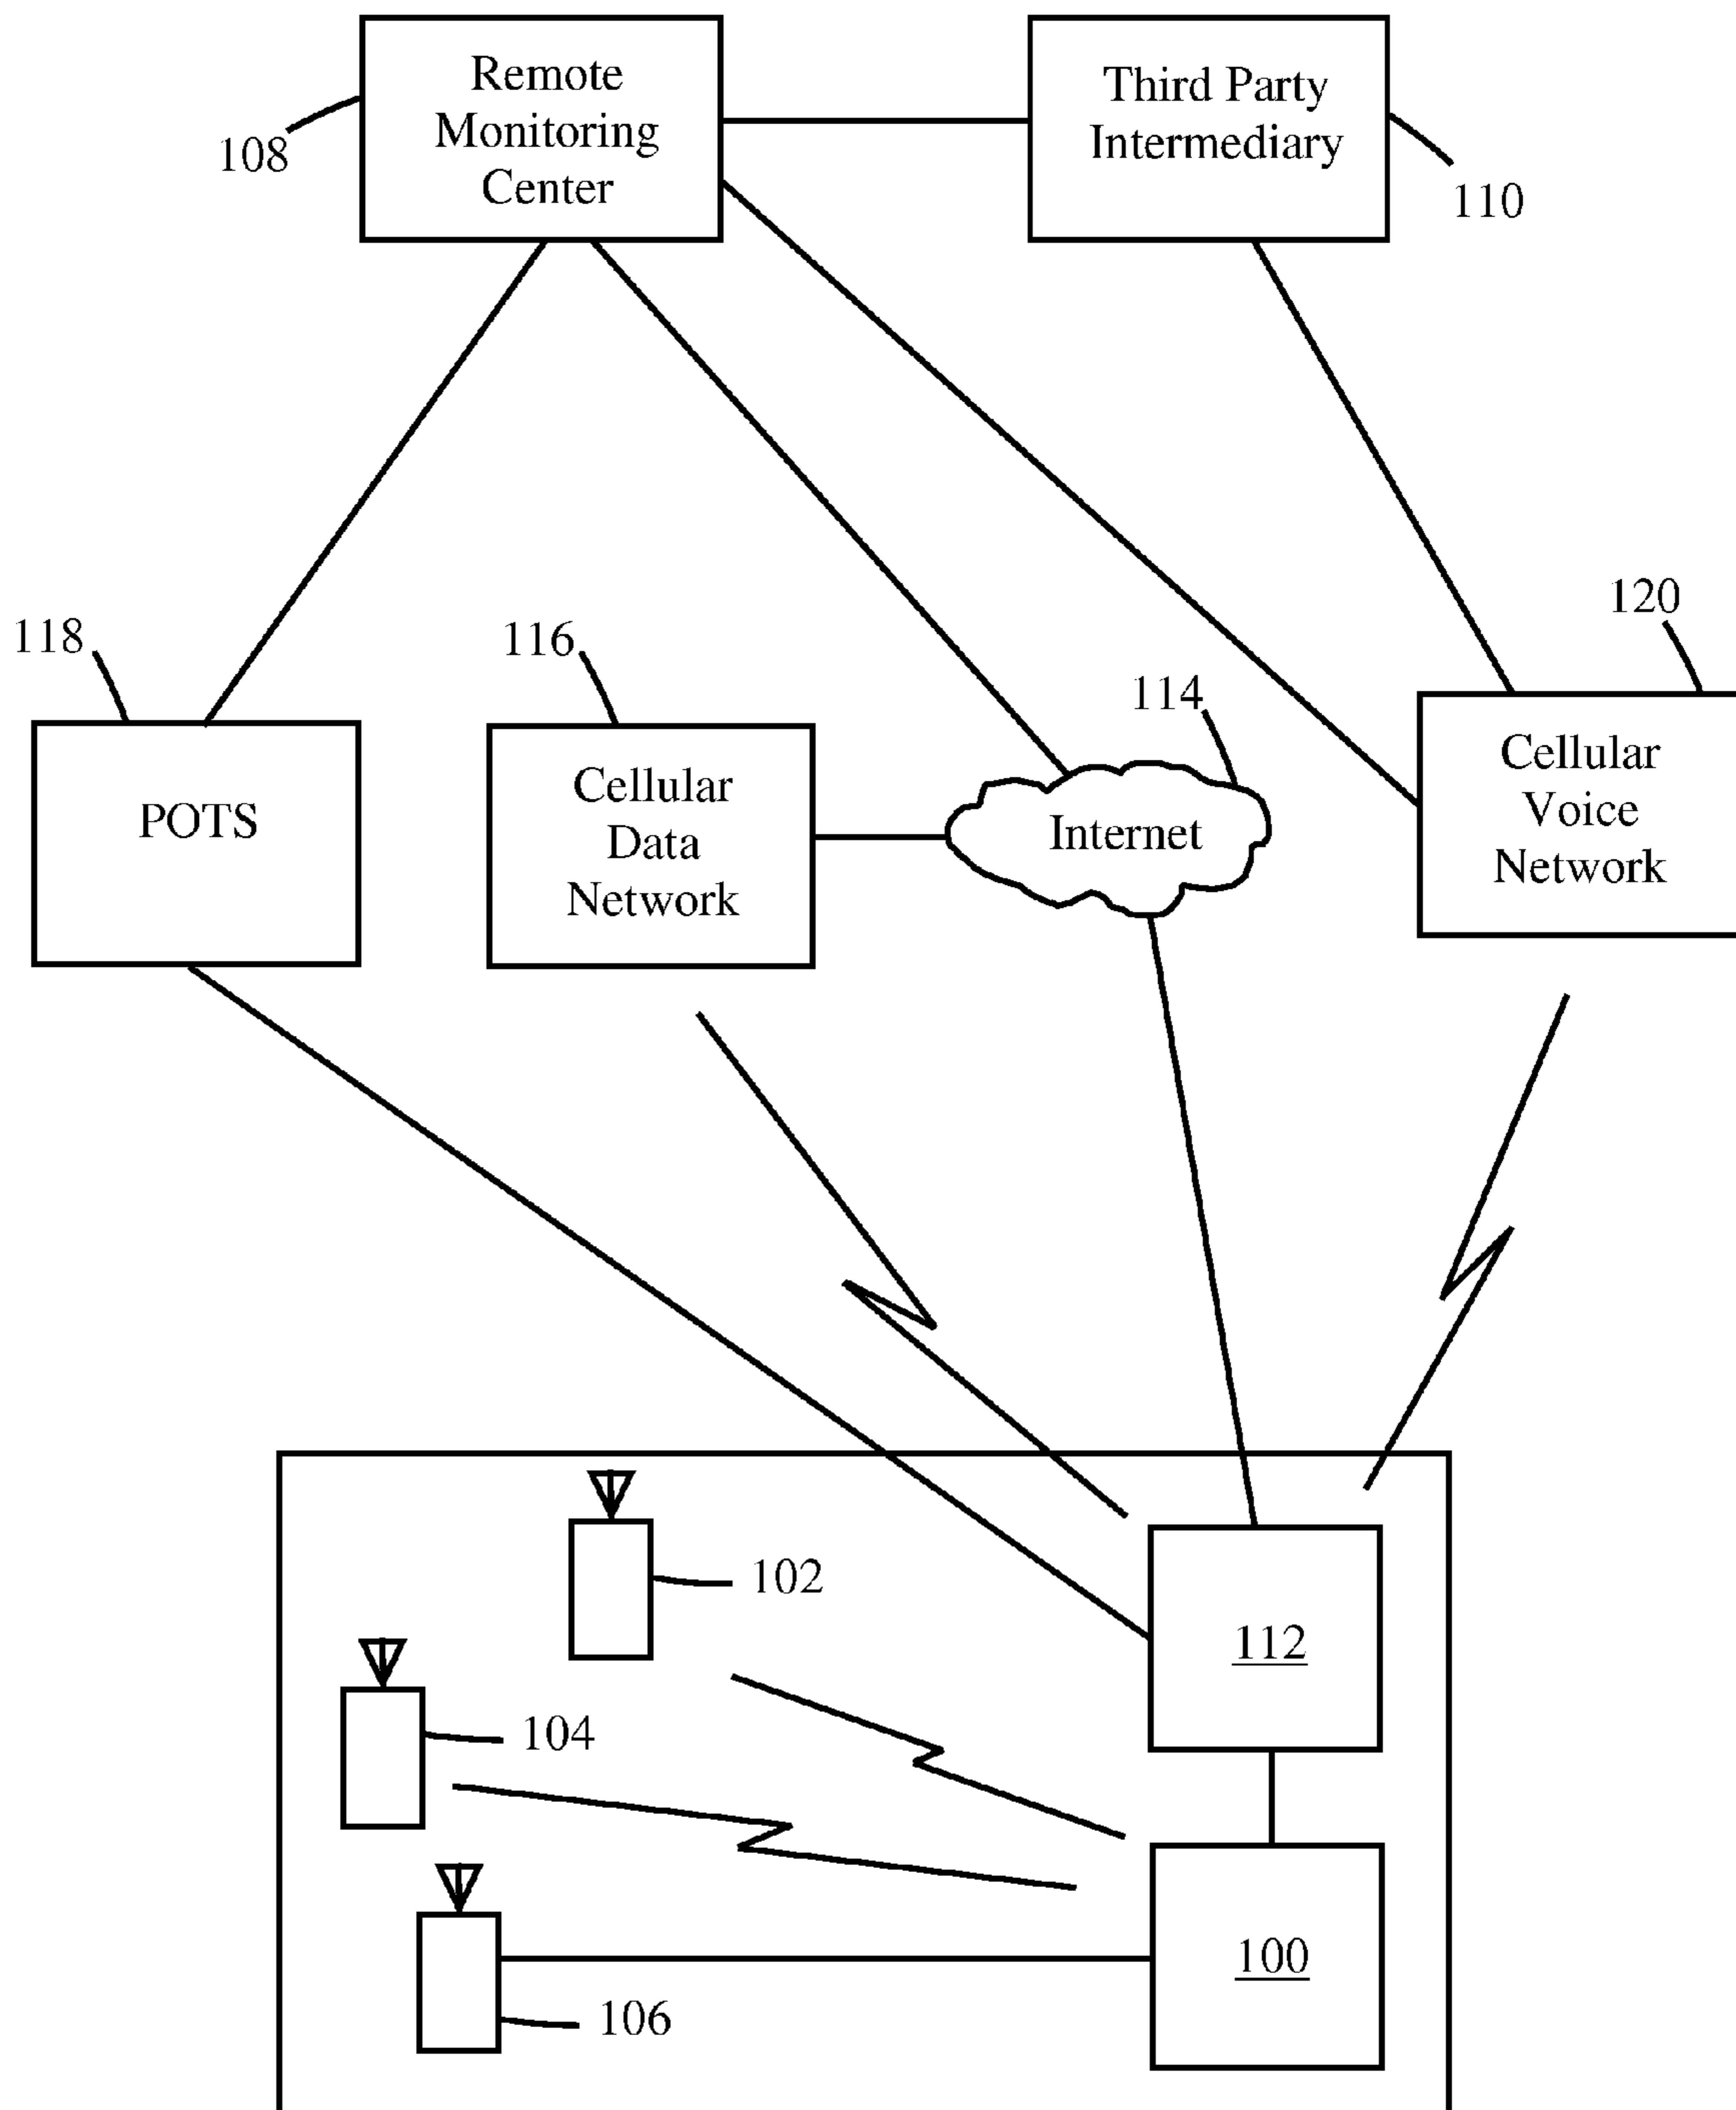 Remote
Monitoring
Center
Third Party
Intermediary
108
110
118
116
114
120
POTS
Cellular
Data
Network
Internet
Cellular
Voice
Network
102
112
104
100
106